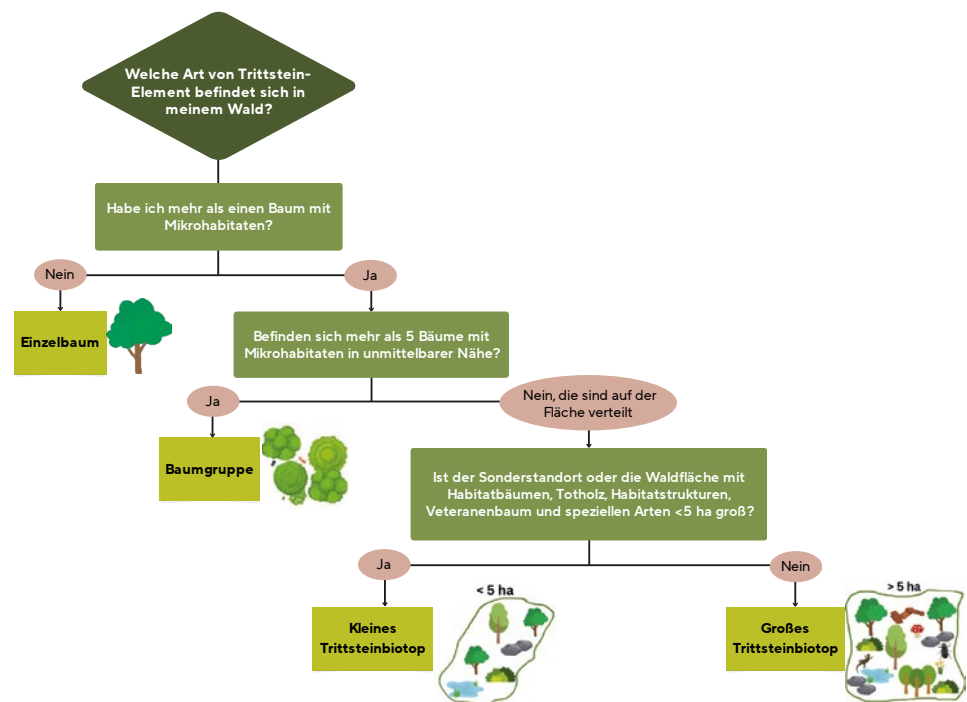 Welche Art von Trittstein-
Element befindet sich in
meinem Wald?
Habe ich mehr als einen Baum mit
Mikrohabitaten?
Nein
Ja
Einzelbaum
Befinden sich mehr als 5 Bäume mit
Mikrohabitaten in unmittelbarer Nähe?
Ja
Nein, die sind auf der
Fläche verteilt
Baumgruppe
Ist der Sonderstandort oder die Waldfläche mit
Habitatbäumen, Totholz, Habitatstrukturen,
Veteranenbaum und speziellen Arten <5 ha groß?
Ja
Nein
< 5 ha
> 5 ha
Kleines
Trittsteinbiotop
Großes
Trittsteinbiotop